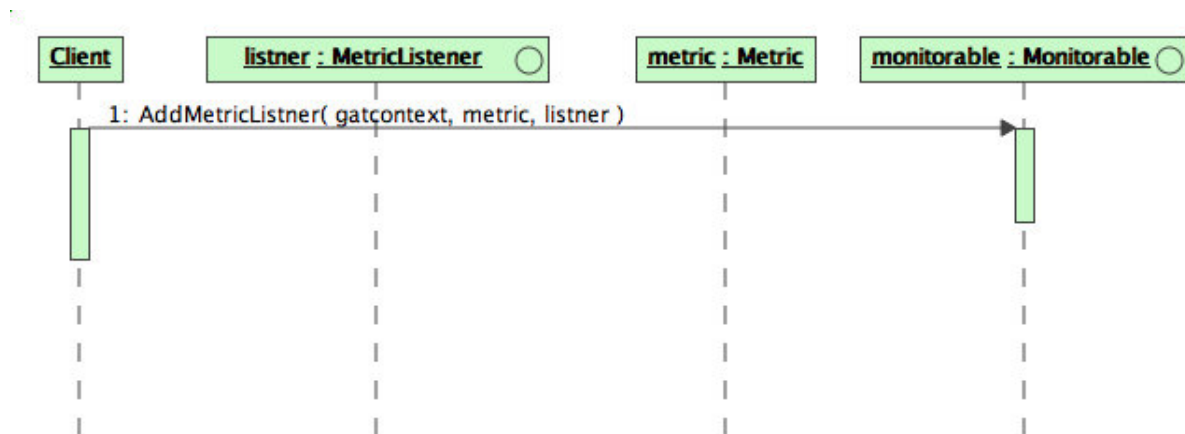 Client
listner : MetricListener
metric : Metric
monitorable : Monitorable
1: AddMetricListner( gatcontext, metric, listner )